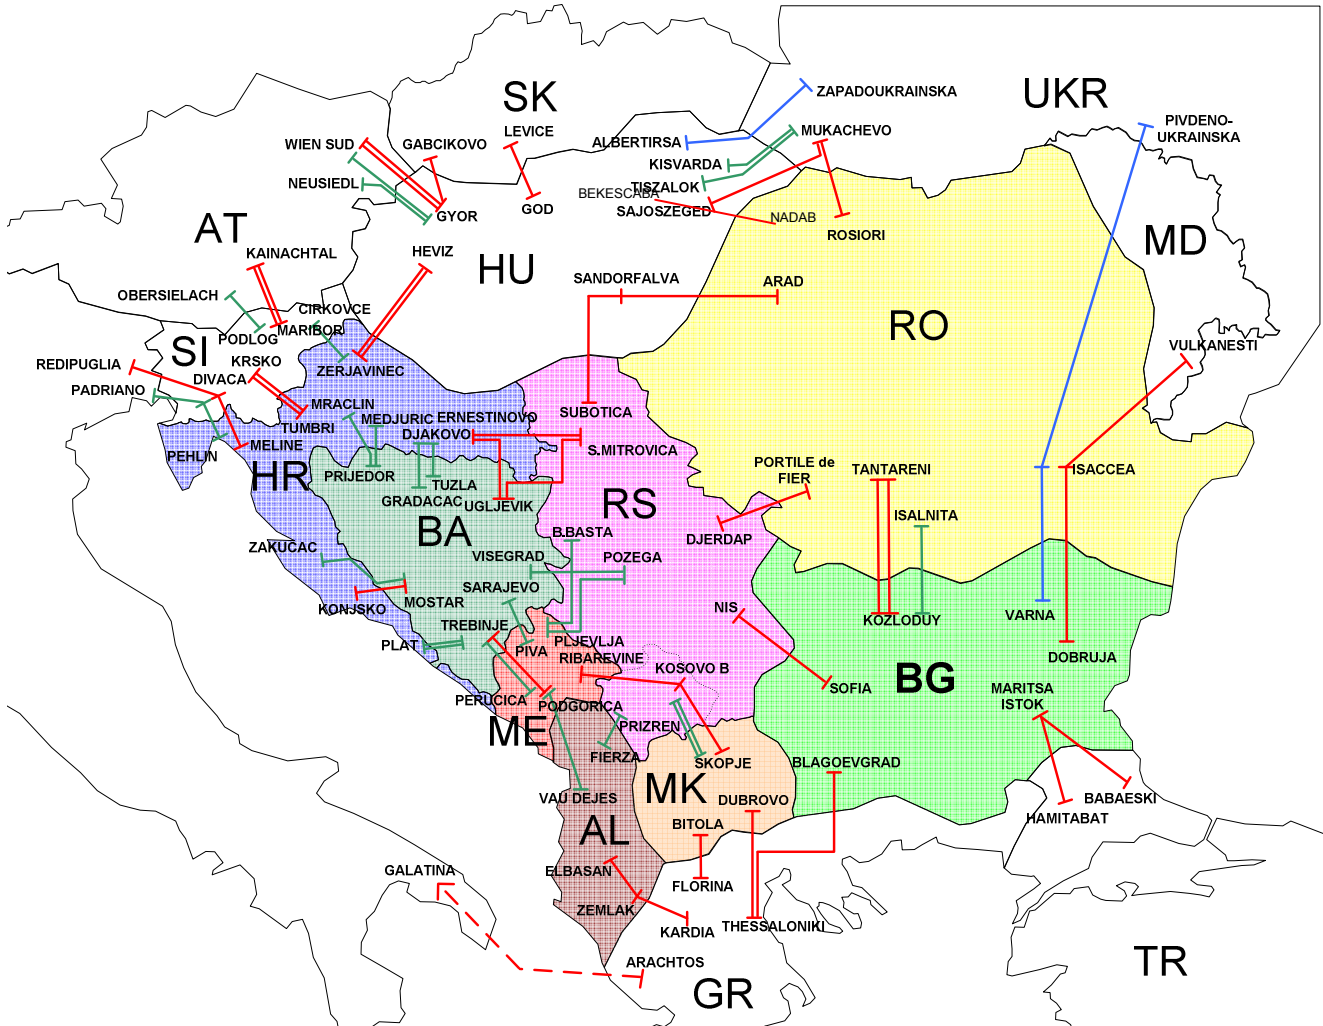 SK
UKR
ZAPADOUKRAINSKA
PIVDENO-
UKRAINSKA
LEVICE
MUKACHEVO
WIEN SUD
GABCIKOVO
ALBERTIRSA
KISVARDA
NEUSIEDL
TISZALOK
BEKESCABA
SAJOSZEGED
NADAB
GOD
GYOR
ROSIORI
AT
MD
KAINACHTAL
HEVIZ
HU
SANDORFALVA
ARAD
OBERSIELACH
CIRKOVCE
RO
PODLOG
MARIBOR
VULKANESTI
SI
REDIPUGLIA
KRSKO
ZERJAVINEC
DIVACA
PADRIANO
MRACLIN
SUBOTICA
MEDJURIC
ERNESTINOVO
TUMBRI
DJAKOVO
MELINE
PEHLIN
S.MITROVICA
HR
PRIJEDOR
TUZLA
GRADACAC
UGLJEVIK
PORTILE de
FIER
TANTARENI
ISACCEA
RS
ISALNITA
BA
B.BASTA
DJERDAP
ZAKUCAC
VISEGRAD
POZEGA
SARAJEVO
MOSTAR
KONJSKO
NIS
VARNA
KOZLODUY
TREBINJE
PLAT
PIVA
PLJEVLJA
RIBAREVINE
KOSOVO B
DOBRUJA
SOFIA
BG
MARITSA
ISTOK
PERUCICA
PODGORICA
PRIZREN
ME
FIERZA
SKOPJE
BLAGOEVGRAD
VAU DEJES
MK
DUBROVO
BABAESKI
HAMITABAT
AL
BITOLA
GALATINA
ELBASAN
FLORINA
ZEMLAK
KARDIA
THESSALONIKI
ARACHTOS
GR
TR